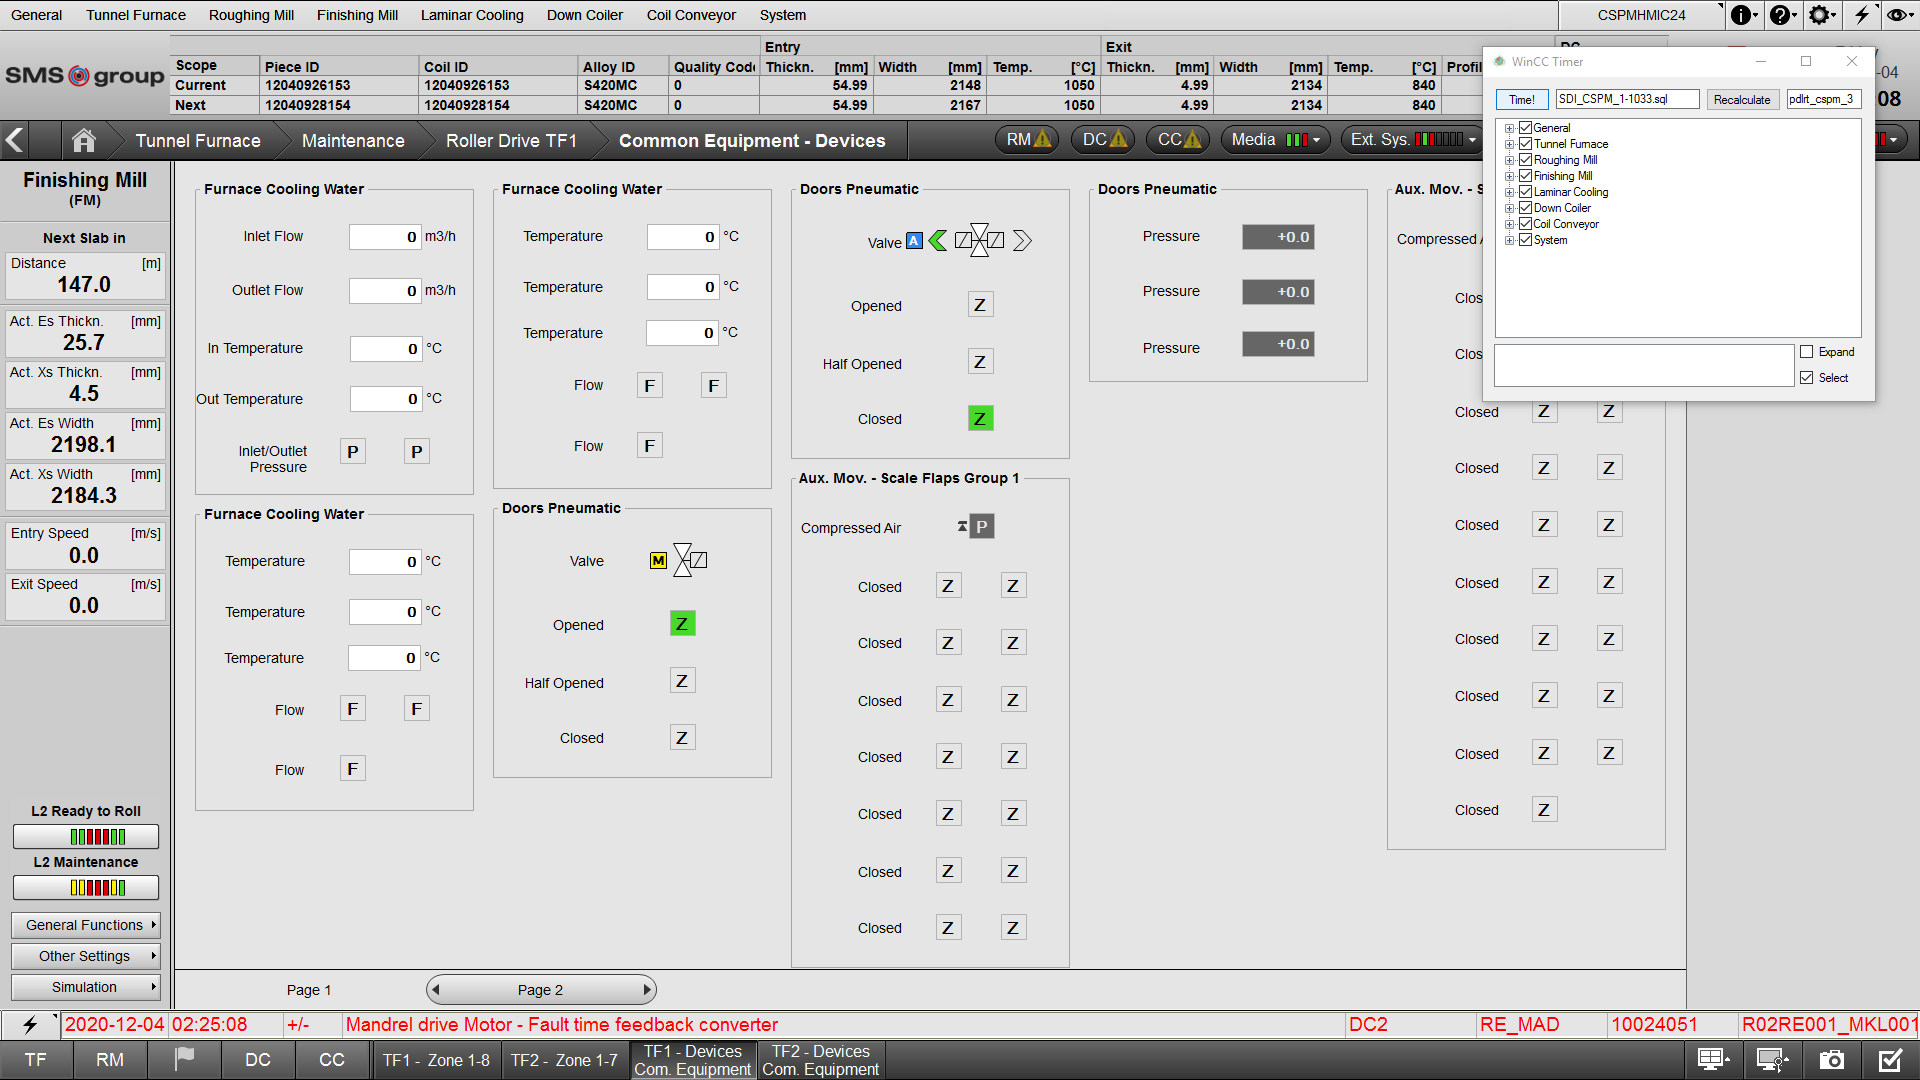 General Tunnel Furnace Roughing Mill Finishing Mill Laminar Cooling Down Coiler Coil Conveyor System CSPMHMIC24
SMS group
Entry Exit
Scope Piece ID Coil ID Alloy ID Quality Code Thickn. [mm] Width [mm] Temp. [°C] Thickn. [mm] Width [mm] Temp. [°C]
Current 12040926153 12040926153 S420MC 0 54.99 2148 1050 4.99 2134 840
Next 12040928154 12040928154 S420MC 0 54.99 2167 1050 4.99 2134 840
Tunnel Furnace Maintenance Roller Drive TF1 Common Equipment - Devices RM DC CC Media Ext. Sys.
WinCC Timer
Time! SDI_CSPM_1-1033.sql Recalculate pdlrt_cspm_3
General
Tunnel Furnace
Roughing Mill
Finishing Mill
Laminar Cooling
Down Coiler
Coil Conveyor
System
Expand
Select
-04
08
Finishing Mill
(FM)
Next Slab in
Distance [m]
147.0
Act. Es Thickn. [mm]
25.7
Act. Xs Thickn. [mm]
4.5
Act. Es Width [mm]
2198.1
Act. Xs Width [mm]
2184.3
Entry Speed [m/s]
0.0
Exit Speed [m/s]
0.0
L2 Ready to Roll
L2 Maintenance
General Functions
Other Settings
Simulation
Furnace Cooling Water
Inlet Flow 0 m3/h
Outlet Flow 0 m3/h
In Temperature 0 °C
Out Temperature 0 °C
Inlet/Outlet
Pressure P P
Furnace Cooling Water
Temperature 0 °C
Temperature 0 °C
Temperature 0 °C
Flow F F
Flow F
Furnace Cooling Water
Temperature 0 °C
Temperature 0 °C
Temperature 0 °C
Flow F F
Flow F
Doors Pneumatic
Valve M
Opened Z
Half Opened Z
Closed Z
Doors Pneumatic
Valve A
Opened Z
Half Opened Z
Closed Z
Aux. Mov. - Scale Flaps Group 1
Compressed Air P
Closed Z Z
Closed Z Z
Closed Z Z
Closed Z Z
Closed Z Z
Closed Z Z
Closed Z Z
Doors Pneumatic
Pressure +0.0
Pressure +0.0
Pressure +0.0
Aux. Mov. - S
Compressed
Clos
Clos
Closed Z Z
Closed Z Z
Closed Z Z
Closed Z Z
Closed Z Z
Closed Z Z
Closed Z Z
Closed Z
Page 1 Page 2
2020-12-04 02:25:08 +/- Mandrel drive Motor - Fault time feedback converter DC2 RE_MAD 10024051 R02RE001_MKL001
TF RM DC CC TF1 - Zone 1-8 TF2 - Zone 1-7 TF1 - Devices TF2 - Devices
Com. Equipment Com. Equipment